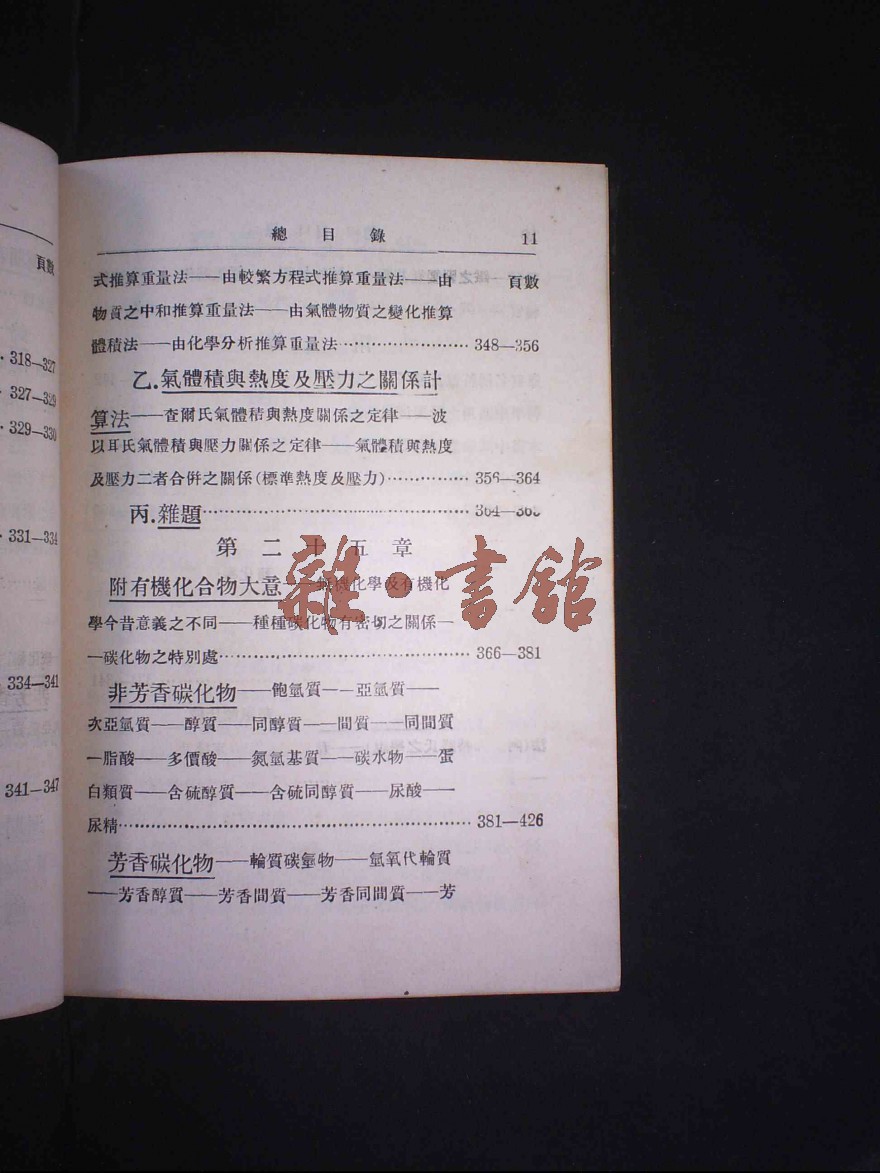 總目錄 11
頁數
式推算重量法——由較繁方程式推算重量法——由
物質之中和推算重量法——由氣體物質之變化推算
體積法——由化學分析推算重量法……………………348—356
乙.氣體積與熱度及壓力之關係計
算法——查爾氏氣體積與熱度關係之定律——波
以耳氏氣體積與壓力關係之定律——氣體積與熱度
及壓力二者合倂之關係(標準熱度及壓力)……………356—364
丙.雜題……………………………………………364—365
第二十五章
附有機化合物大意——無機化學及有機化
學今昔意義之不同——種種碳化物有密切之關係—
—碳化物之特別處……………………………………366—381
非芳香碳化物——飽氫質——亞氫質——
次亞氫質——醇質——同醇質——間質——同間質
—脂酸——多價酸——氮氫基質——碳水物——蛋
白類質——含硫醇質——含硫同醇質——尿酸——
尿精……………………………………………………381—426
芳香碳化物——輪質碳氫物——氫氧代輪質
——芳香醇質——芳香間質——芳香同間質——芳
頁數
318—327
327—329
329—330
331—334
334—341
341—347
雜·書館